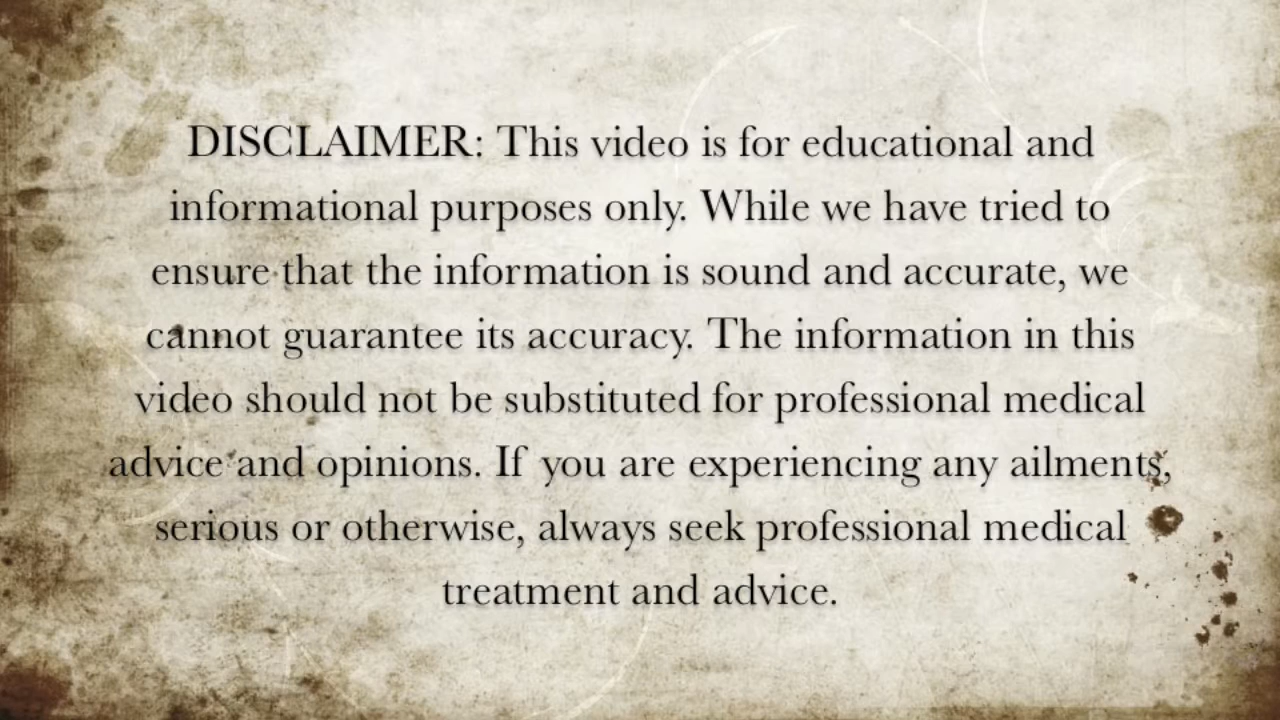 DISCLAIMER: This video is for educational and
informational purposes only. While we have tried to
ensure that the information is sound and accurate, we
cannot guarantee its accuracy. The information in this
video should not be substituted for professional medical
advice and opinions. If you are experiencing any ailments,
serious or otherwise, always seek professional medical
treatment and advice.